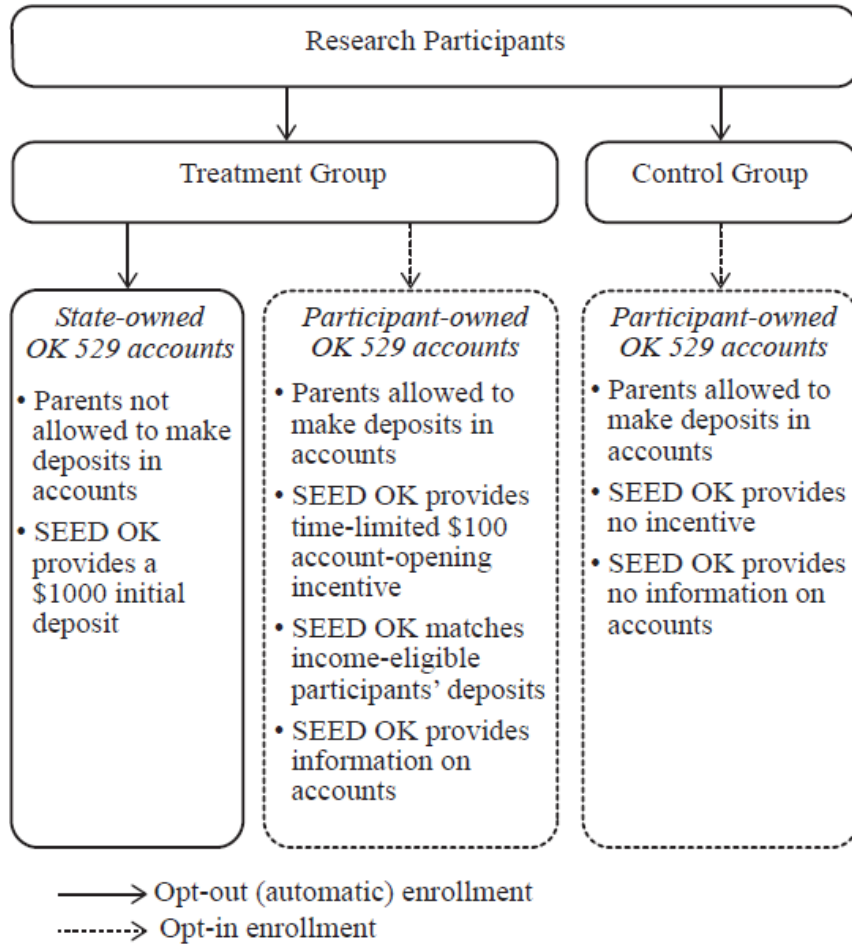 Research Participants
Treatment Group
Control Group
State-owned
OK 529 accounts
• Parents not
allowed to make
deposits in
accounts
• SEED OK
provides a
$1000 initial
deposit
Participant-owned
OK 529 accounts
• Parents allowed to
make deposits in
accounts
• SEED OK provides
time-limited $100
account-opening
incentive
• SEED OK matches
income-eligible
participants’ deposits
• SEED OK provides
information on
accounts
Participant-owned
OK 529 accounts
• Parents allowed to
make deposits in
accounts
• SEED OK provides
no incentive
• SEED OK provides
no information on
accounts
Opt-out (automatic) enrollment
Opt-in enrollment